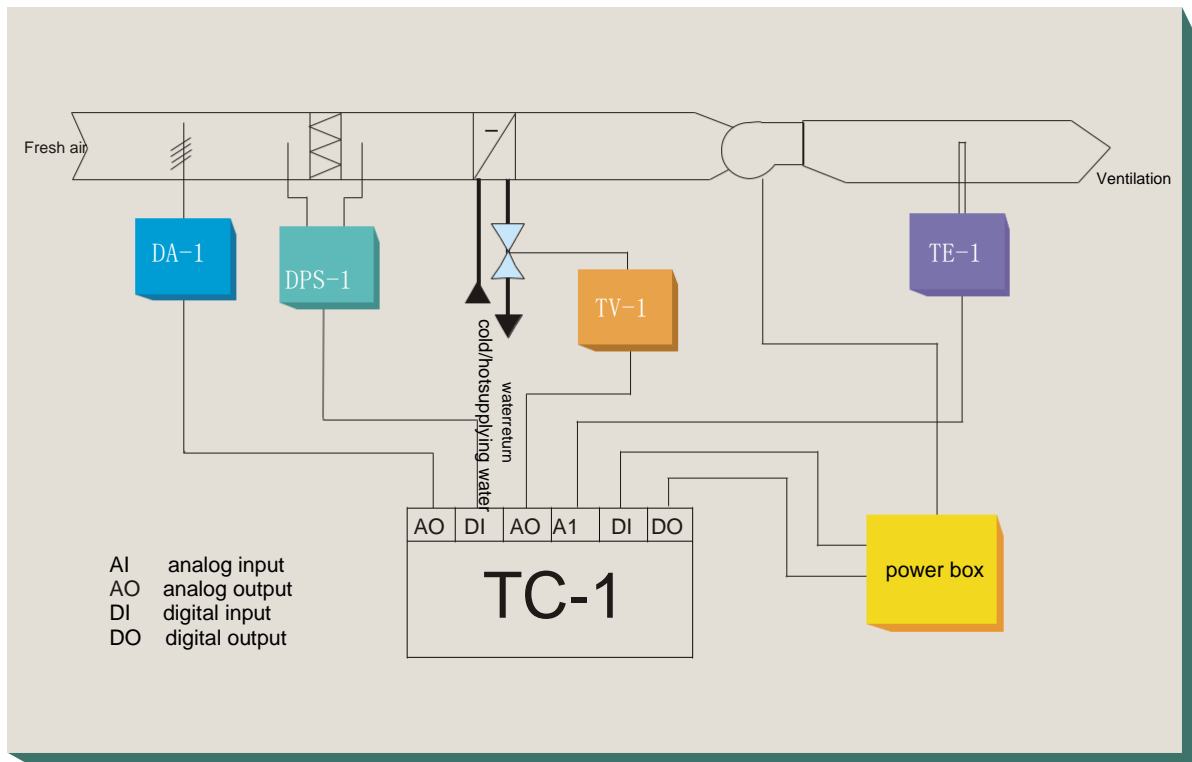 Fresh air
Ventilation
DA-1
DPS-1
TE-1
TV-1
cold/hotsupplying water
waterreturn
AO DI AO A1 DI DO
TC-1
power box
AI analog input
AO analog output
DI digital input
DO digital output